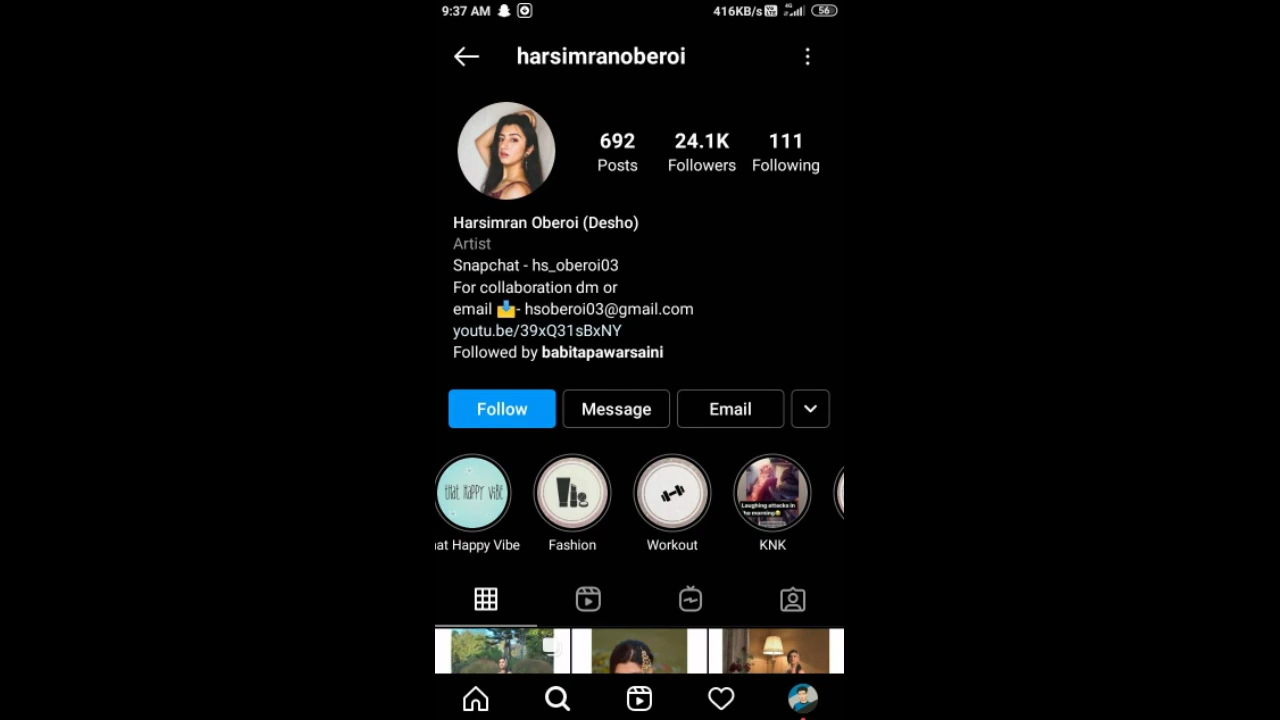 9:37 AM 416KB/s 4G 56
harsimranoberoi
692 24.1K 111
Posts Followers Following
Harsimran Oberoi (Desho)
Artist
Snapchat - hs_oberoi03
For collaboration dm or
email 📩- hsoberoi03@gmail.com
youtu.be/39xQ31sBxNY
Followed by babitapawarsaini
Follow Message Email
that HAPPY ViBE
Laughing attacks in
the morning😂
at Happy Vibe Fashion Workout KNK